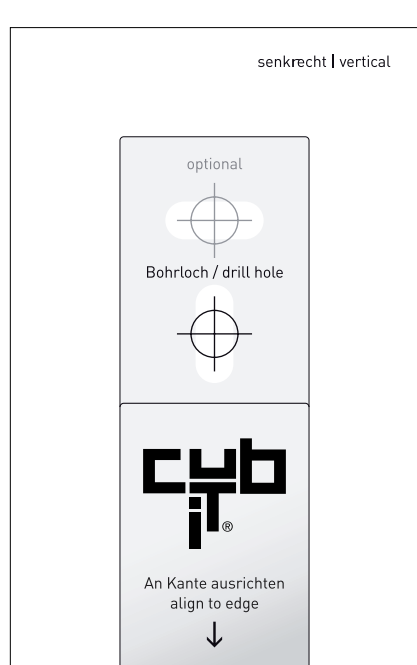 senkrecht | vertical
optional
Bohrloch / drill hole
cub
iT®
An Kante ausrichten
align to edge
↓